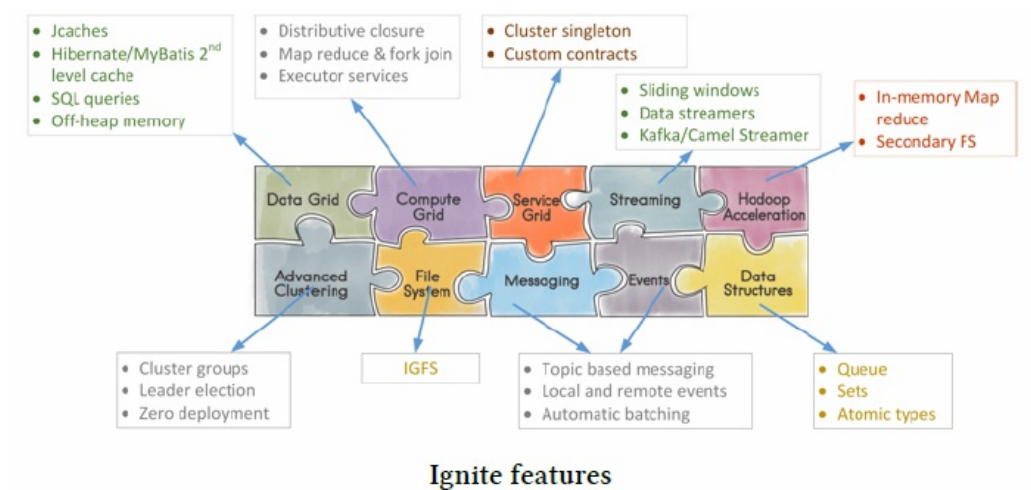 Jcaches
Hibernate/MyBatis 2nd
level cache
SQL queries
Off-heap memory
Distributive closure
Map reduce & fork join
Executor services
Cluster singleton
Custom contracts
Sliding windows
Data streamers
Kafka/Camel Streamer
In-memory Map
reduce
Secondary FS
Data Grid
Compute
Grid
Service
Grid
Streaming
Hadoop
Acceleration
Advanced
Clustering
File
System
Messaging
Events
Data
Structures
Cluster groups
Leader election
Zero deployment
IGFS
Topic based messaging
Local and remote events
Automatic batching
Queue
Sets
Atomic types
Ignite features